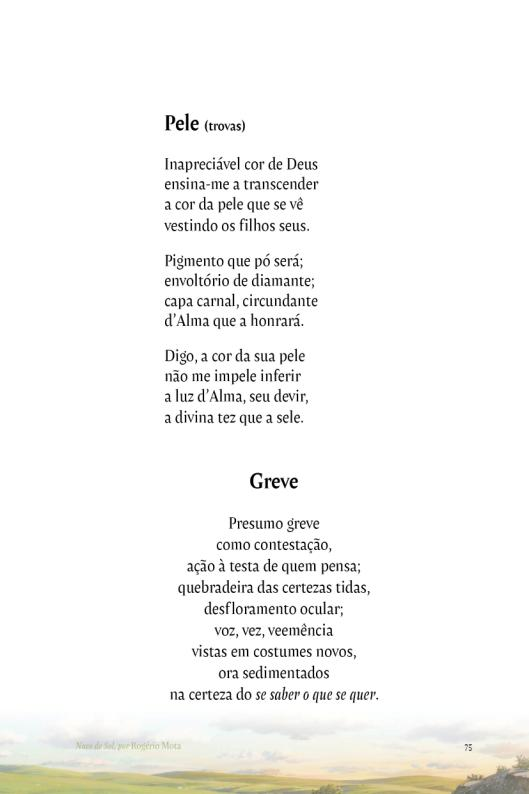 Pele (trovas)
Inapreciável cor de Deus
ensina-me a transcender
a cor da pele que se vê
vestindo os filhos seus.
Pigmento que pó será;
envoltório de diamante;
capa carnal, circundante
d’Alma que a honrará.
Digo, a cor da sua pele
não me impele inferir
a luz d’Alma, seu devir,
a divina tez que a sele.
Greve
Presumo greve
como contestação,
ação à testa de quem pensa;
quebradeira das certezas tidas,
desfloramento ocular;
voz, vez, veemência
vistas em costumes novos,
ora sedimentados
na certeza do se saber o que se quer.
de Sol, por Rogério Mota
75